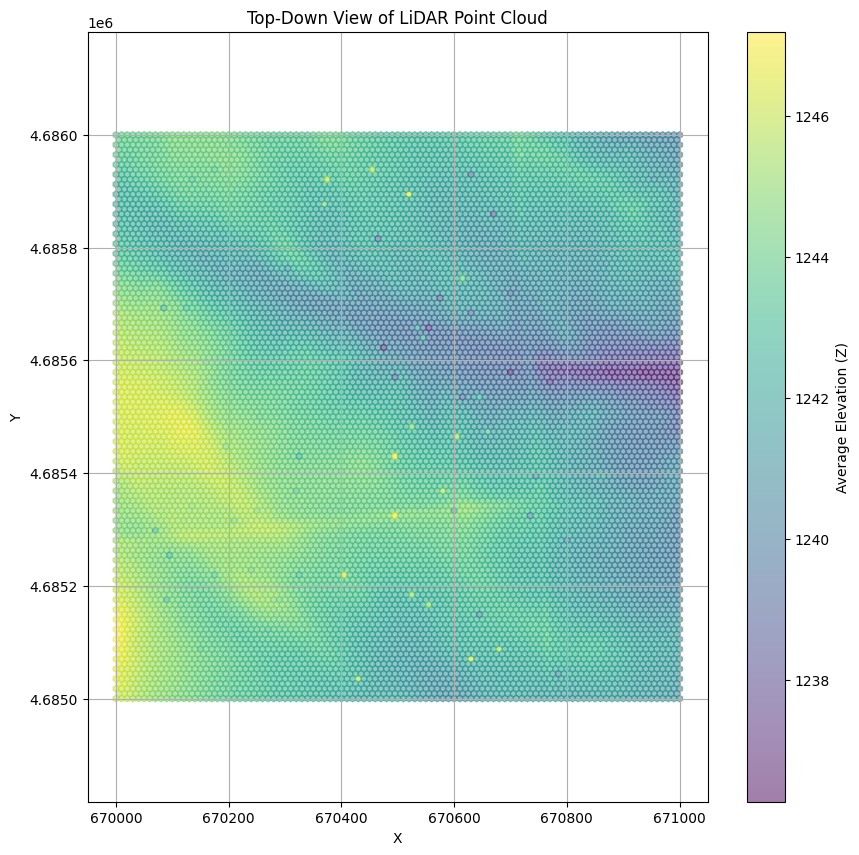 Top-Down View of LiDAR Point Cloud
1e6
4.6860
4.6858
4.6856
4.6854
4.6852
4.6850
Y
670000 670200 670400 670600 670800 671000
X
1246
1244
1242
1240
1238
Average Elevation (Z)